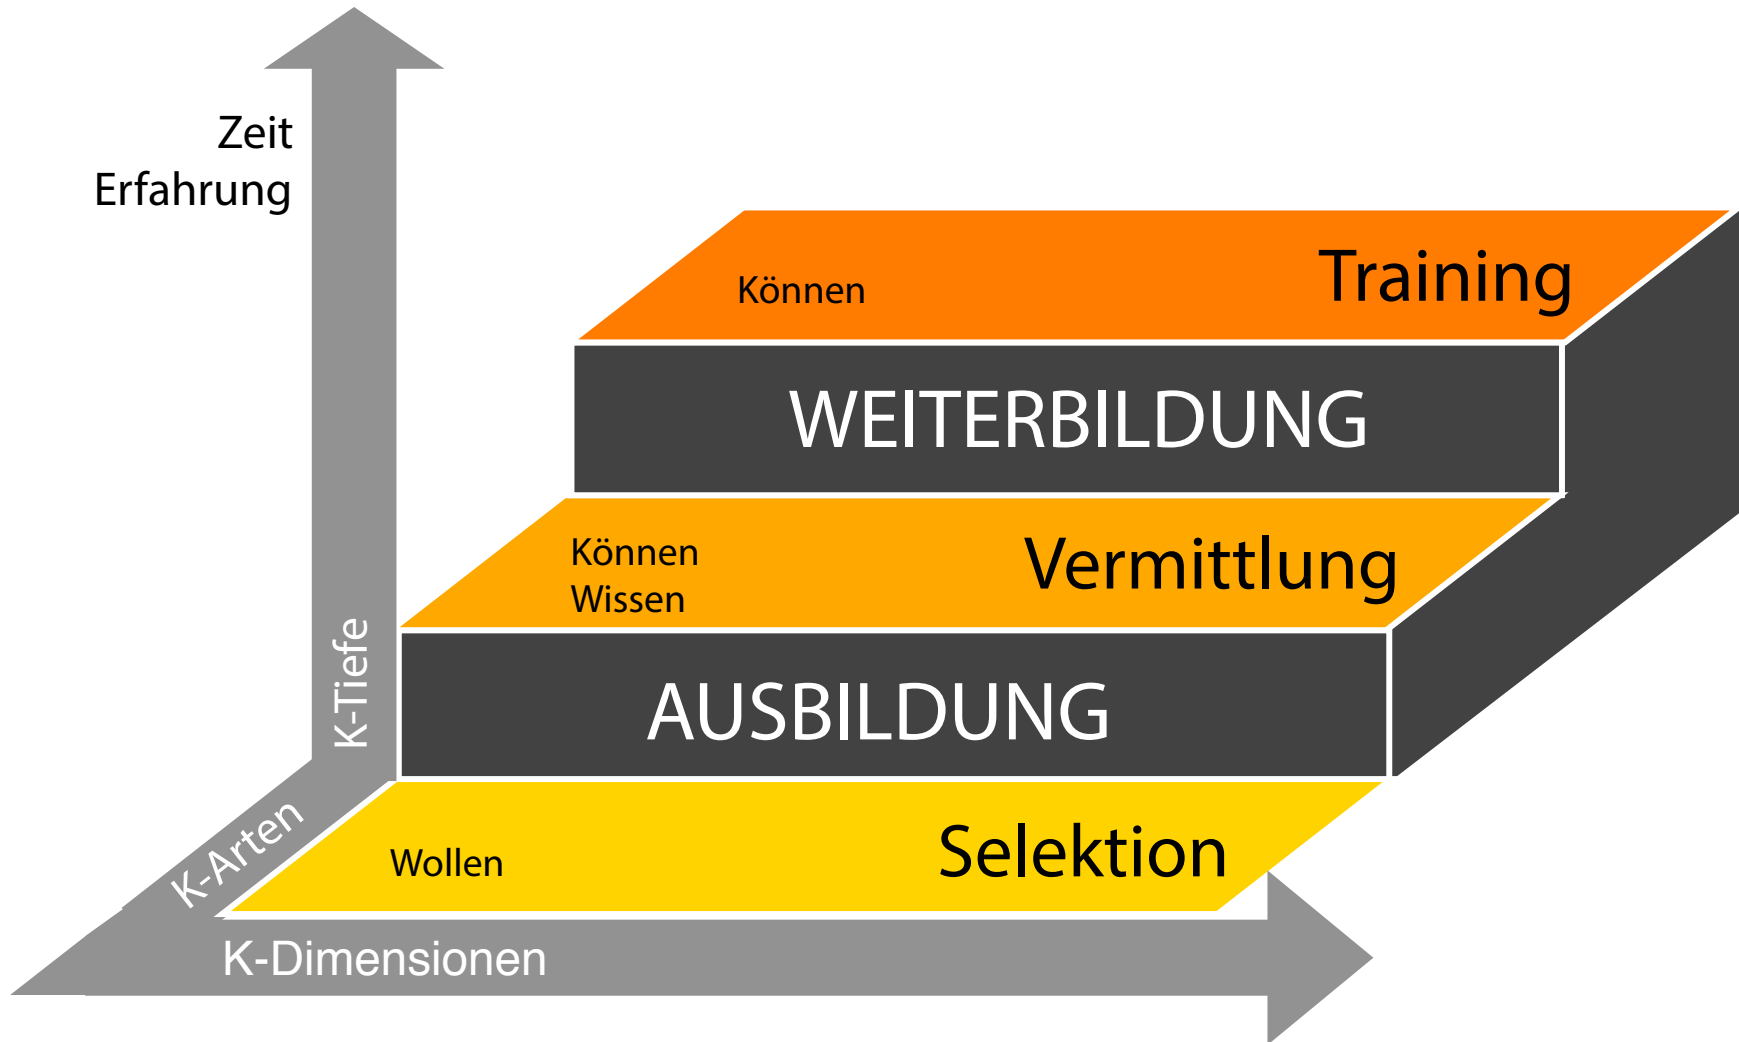 Zeit
Erfahrung
Können
Training
WEITERBILDUNG
Können
Wissen
Vermittlung
K-Tiefe
AUSBILDUNG
K-Arten
Wollen
Selektion
K-Dimensionen